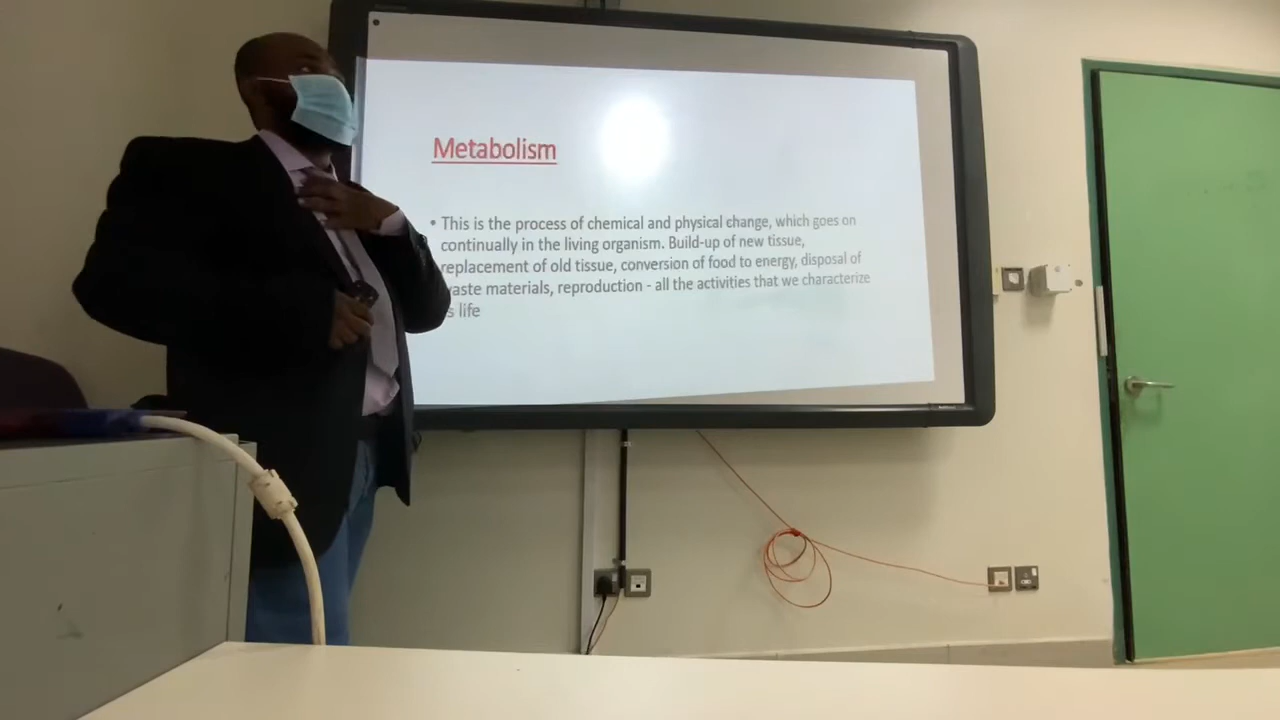 Metabolism
• This is the process of chemical and physical change, which goes on
continually in the living organism. Build-up of new tissue,
replacement of old tissue, conversion of food to energy, disposal of
aste materials, reproduction - all the activities that we characterize
s life